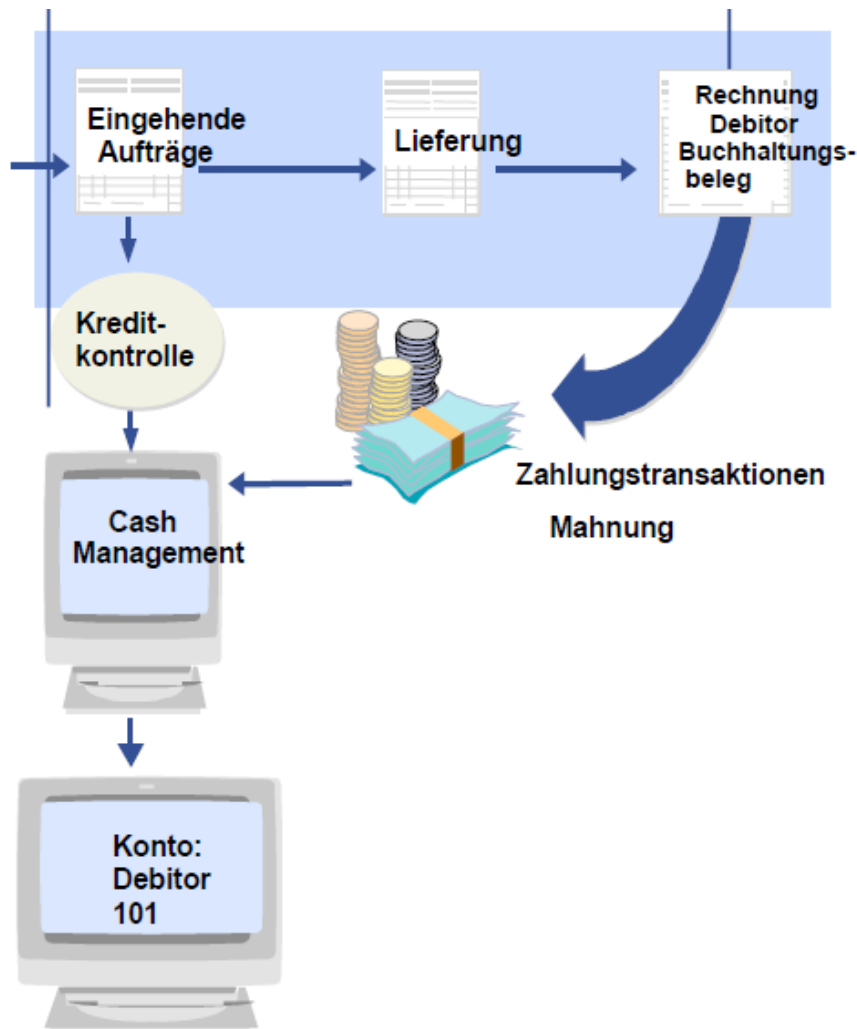 Eingehende
Aufträge
Lieferung
Rechnung
Debitor
Buchhaltungs-
beleg
Kredit-
kontrolle
Zahlungstransaktionen
Mahnung
Cash
Management
Konto:
Debitor
101